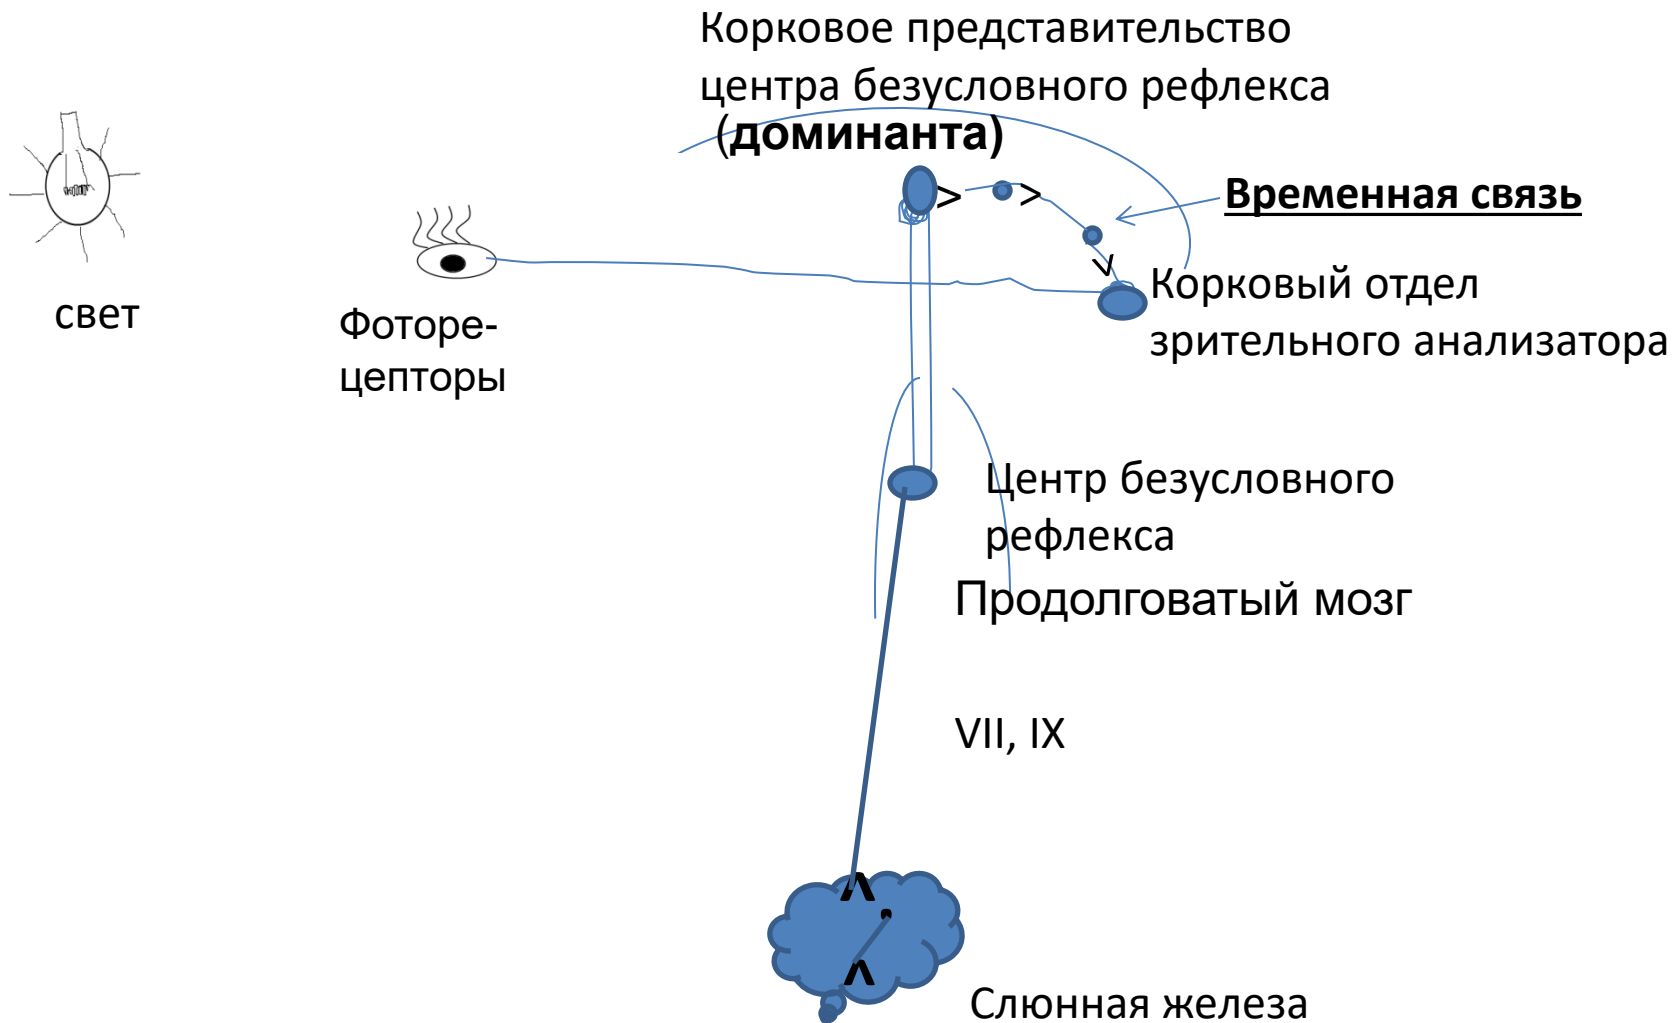 Корковое представительство
центра безусловного рефлекса
(доминанта)
Временная связь
свет
Фоторе-
цепторы
Корковый отдел
зрительного анализатора
Центр безусловного
рефлекса
Продолговатый мозг
VII, IX
Слюнная железа